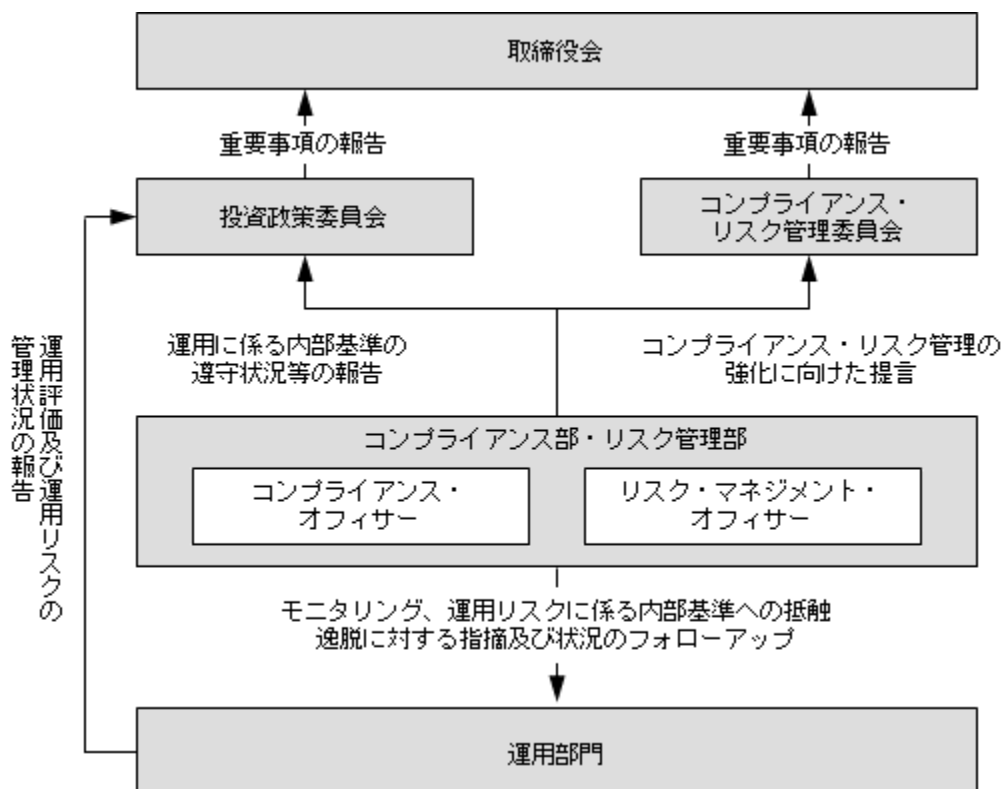 取締役会
重要事項の報告
重要事項の報告
投資政策委員会
コンプライアンス・
リスク管理委員会
運用に係る内部基準の
遵守状況等の報告
コンプライアンス・リスク管理の
強化に向けた提言
運用評価及び運用リスクの
管理状況の報告
コンプライアンス部・リスク管理部
コンプライアンス・
オフィサー
リスク・マネジメント・
オフィサー
モニタリング、運用リスクに係る内部基準への抵触
逸脱に対する指摘及び状況のフォローアップ
運用部門